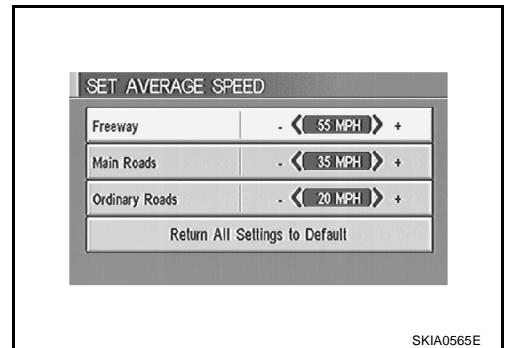 SET AVERAGE SPEED
Freeway - 55 MPH +
Main Roads - 35 MPH +
Ordinary Roads - 20 MPH +
Return All Settings to Default
SKIA0565E